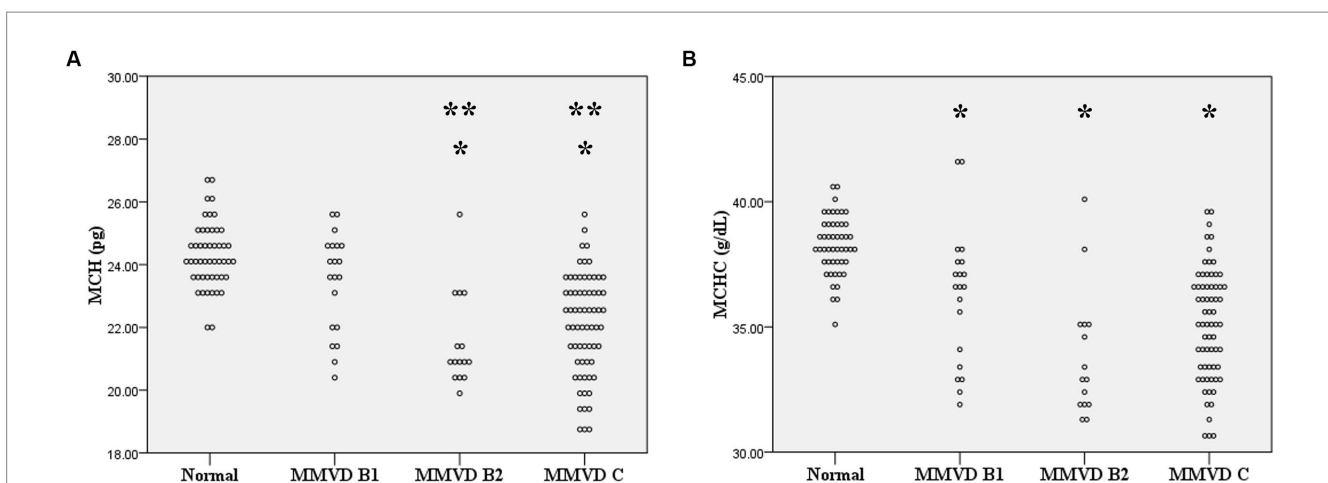 A
MCH (pg)
30.00
28.00
26.00
24.00
22.00
20.00
18.00
** **
* *
Normal MMVD B1 MMVD B2 MMVD C
B
MCHC (g/dL)
45.00
40.00
35.00
30.00
* * *
Normal MMVD B1 MMVD B2 MMVD C